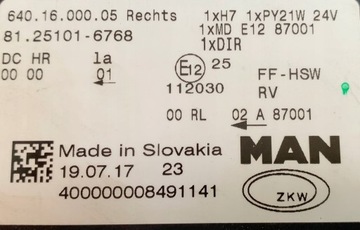 640.16.000.05 Rechts 1xH7 1xPY21W 24V
81.25101-6768 1xMD E12 87001
1xDIR
DC HR 1a E12 25 FF-HSW
00 00 01 112030 RV
00 RL 02 A 87001
MAN
Made in Slovakia
19.07.17 23 ZKW
400000008491141